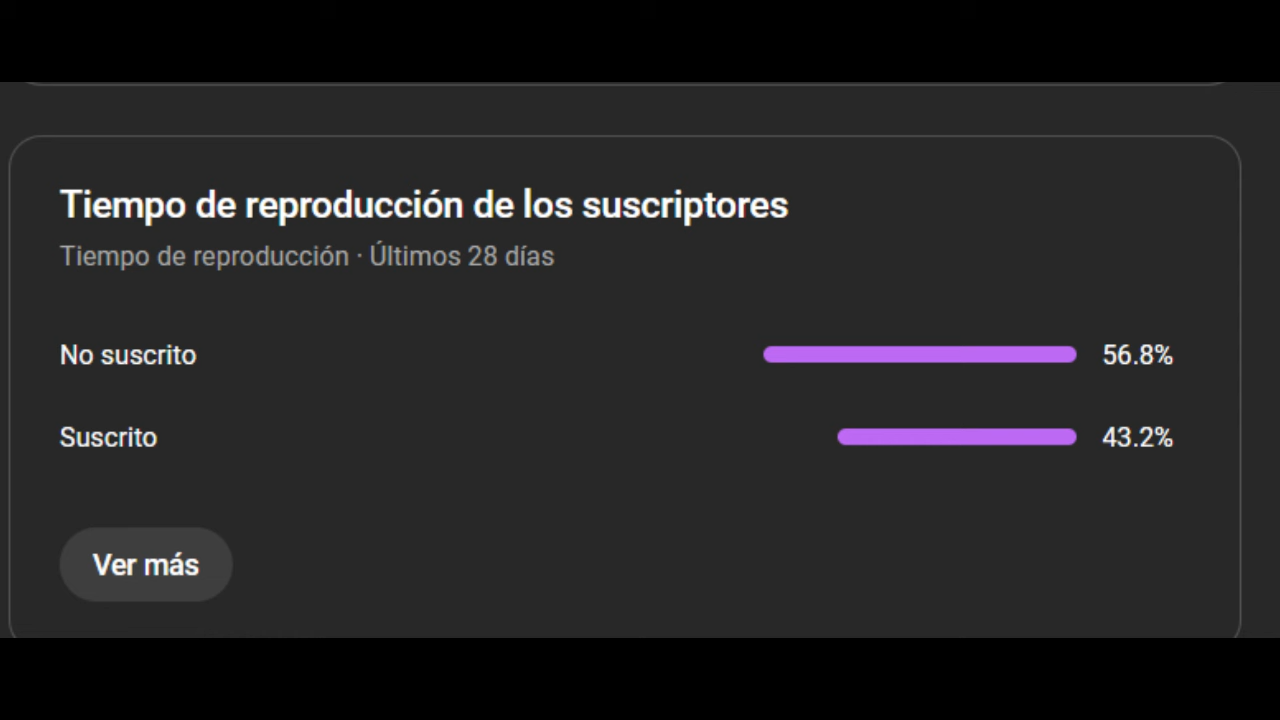 Tiempo de reproducción de los suscriptores
Tiempo de reproducción · Últimos 28 días
No suscrito 56.8%
Suscrito 43.2%
Ver más